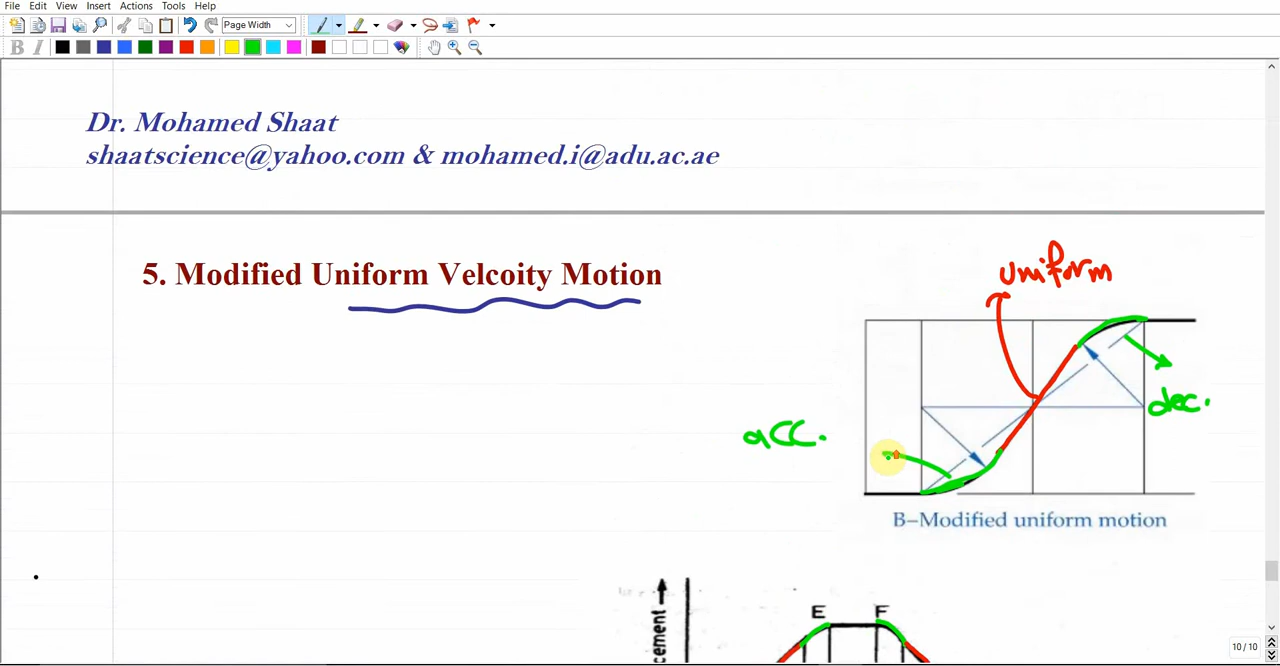 File Edit View Insert Actions Tools Help
Page Width
B I
Dr. Mohamed Shaat
shaatscience@yahoo.com & mohamed.i@adu.ac.ae
5. Modified Uniform Velcoity Motion
uniform
dec.
acc.
B–Modified uniform motion
E F
cement
10 / 10